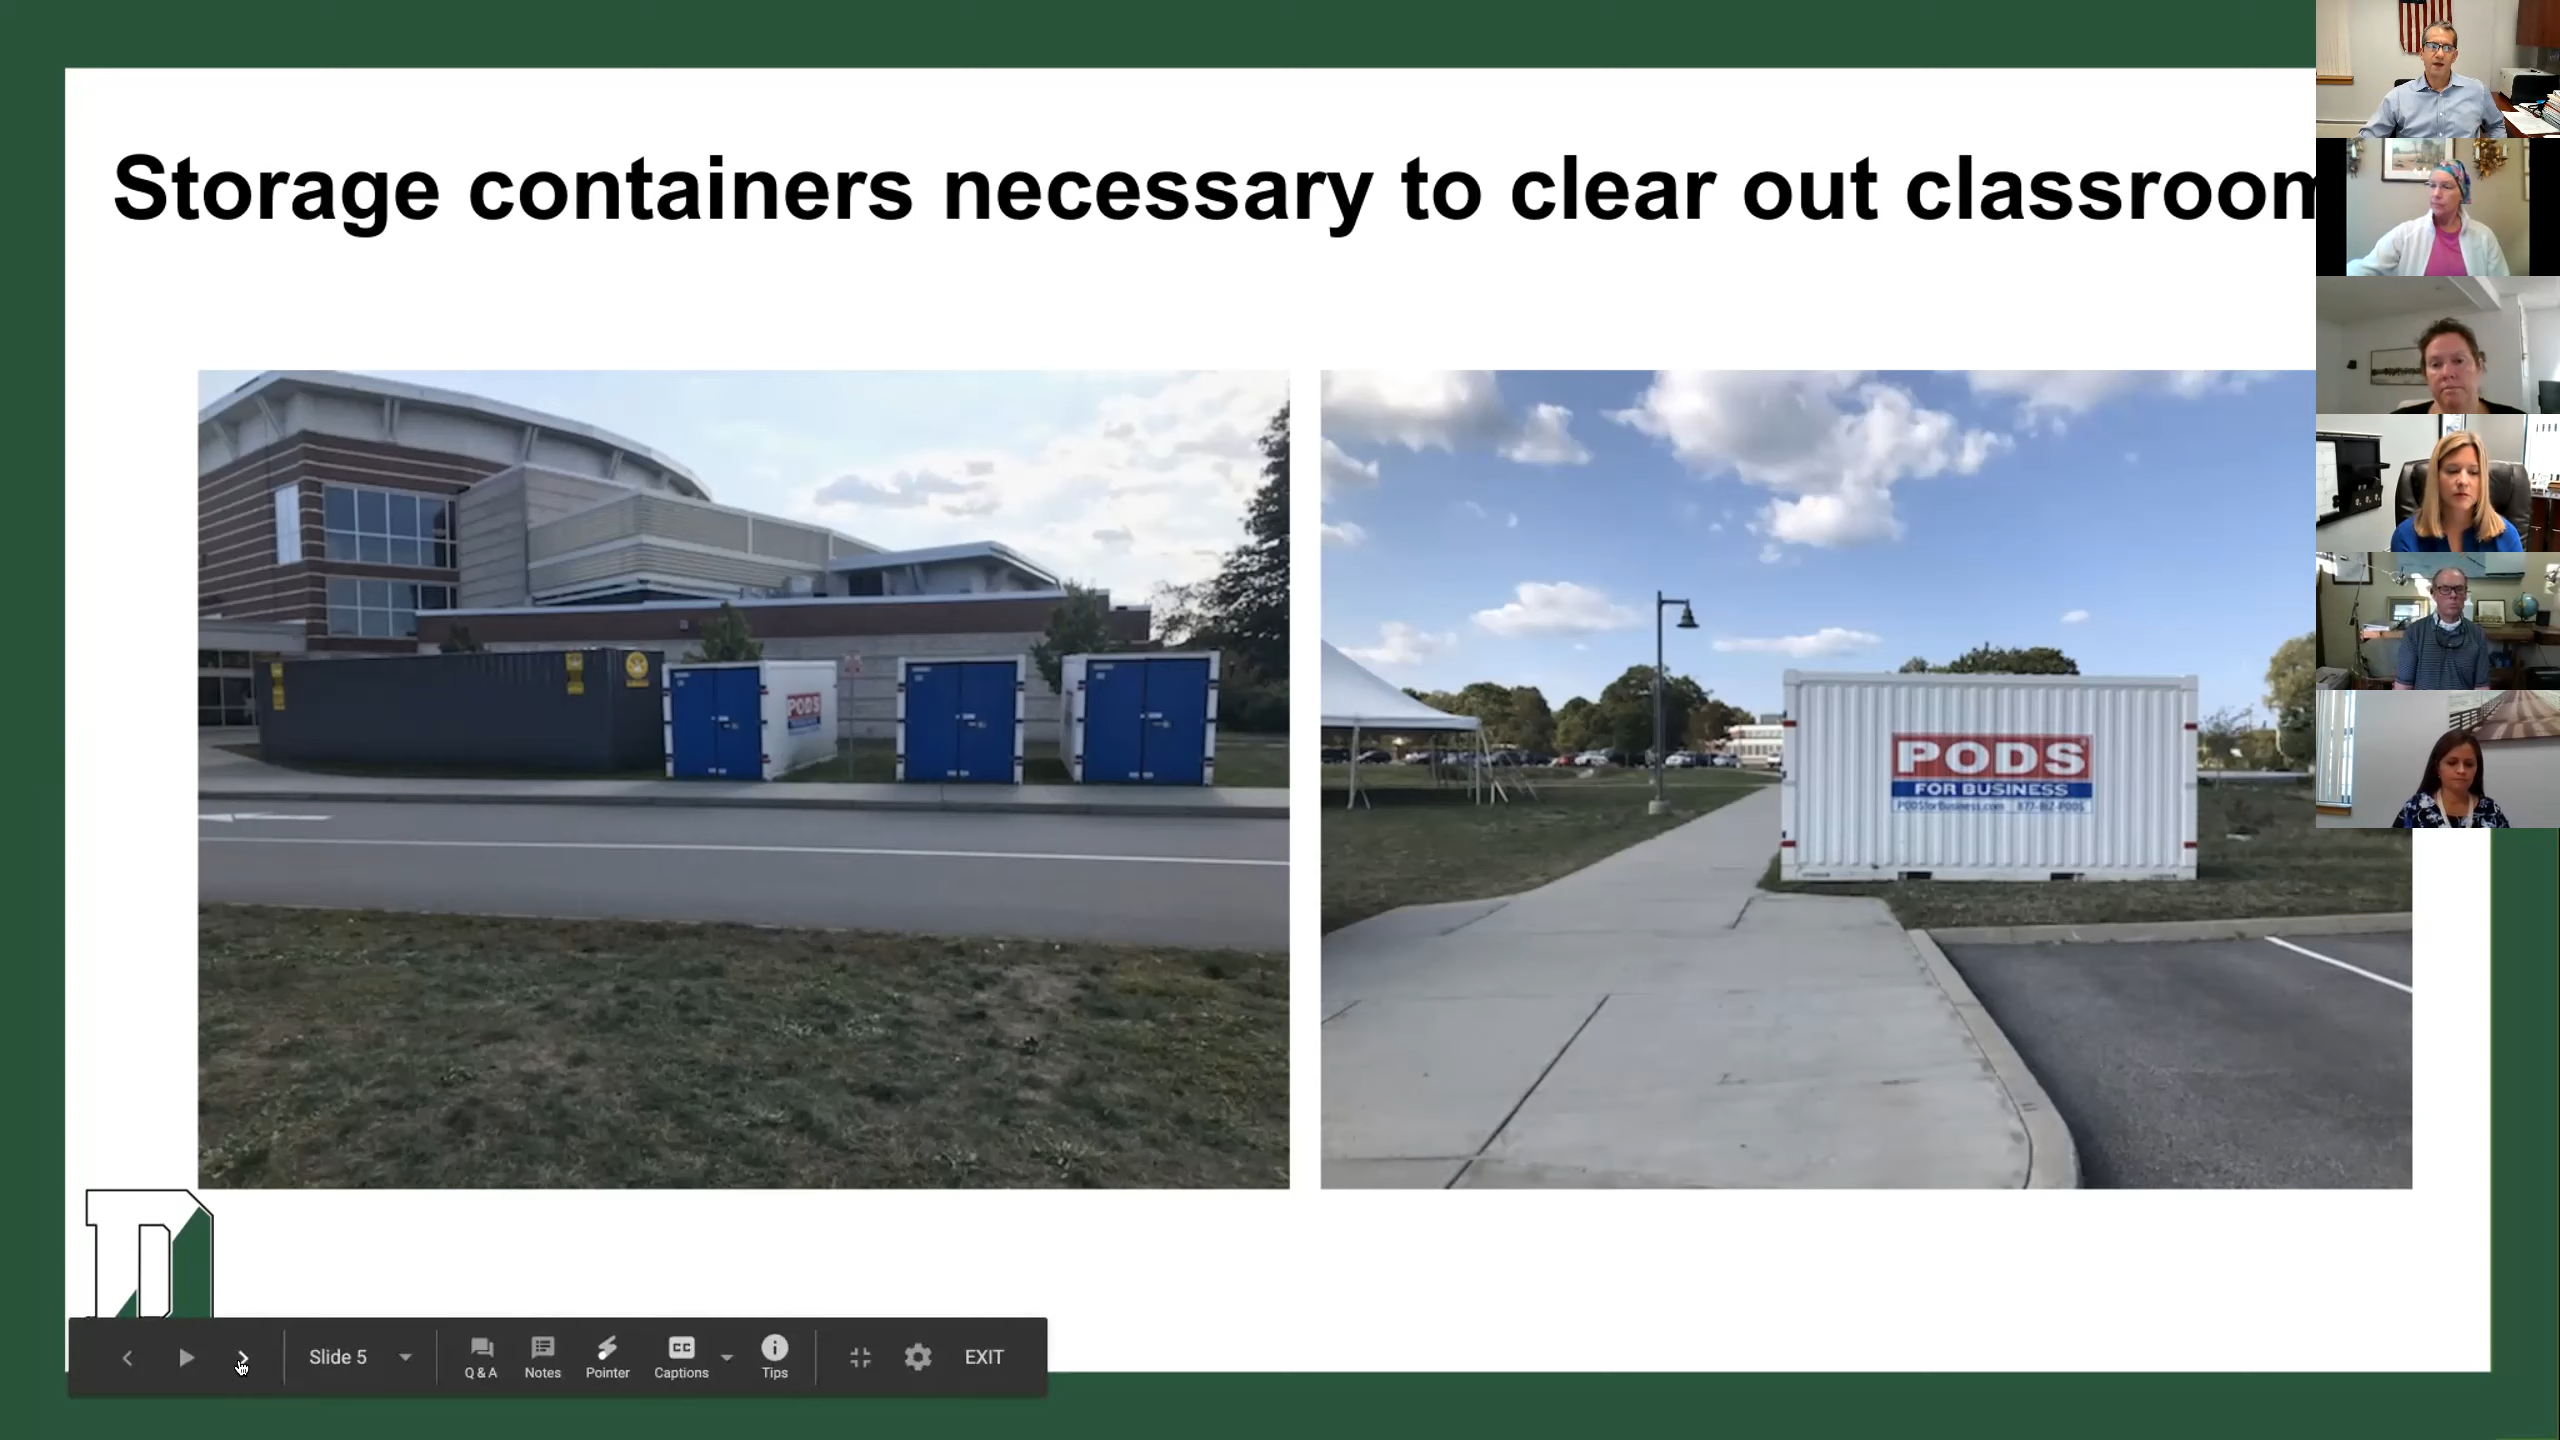 Storage containers necessary to clear out classroom
PODS
PODS
FOR BUSINESS
PODSforBusiness.com 877-BIZ-PODS
D
Slide 5
Q & A
Notes
CC
Pointer
Captions
Tips
EXIT